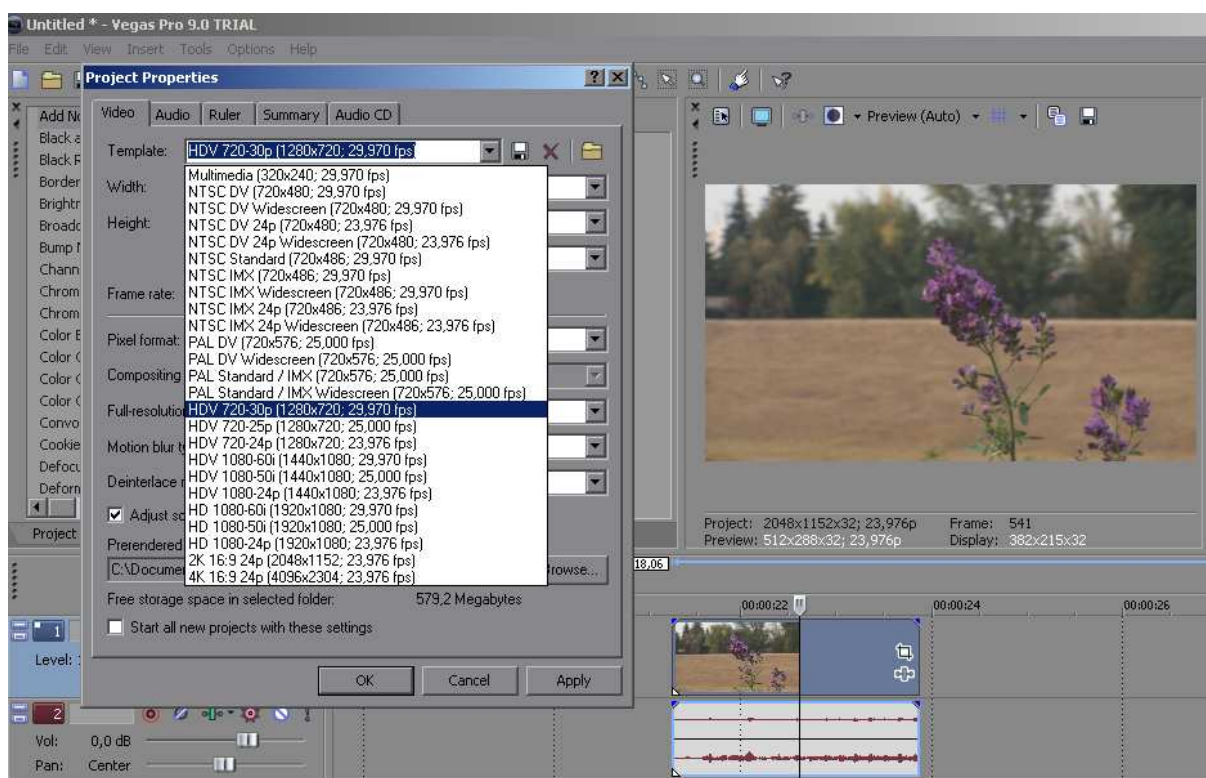 Untitled * - Vegas Pro 9.0 TRIAL
File Edit View Insert Tools Options Help
Project Properties
Video Audio Ruler Summary Audio CD
Template: HDV 720-30p (1280x720; 29,970 fps)
Multimedia (320x240; 29,970 fps)
Width: NTSC DV (720x480; 29,970 fps)
NTSC DV Widescreen (720x480; 29,970 fps)
Height: NTSC DV 24p (720x480; 23,976 fps)
NTSC DV 24p Widescreen (720x480; 23,976 fps)
NTSC Standard (720x486; 29,970 fps)
NTSC IMX (720x486; 29,970 fps)
Frame rate: NTSC IMX Widescreen (720x486; 29,970 fps)
NTSC IMX 24p (720x486; 23,976 fps)
NTSC IMX 24p Widescreen (720x486; 23,976 fps)
Pixel format: PAL DV (720x576; 25,000 fps)
PAL DV Widescreen (720x576; 25,000 fps)
Compositing PAL Standard / IMX (720x576; 25,000 fps)
PAL Standard / IMX Widescreen (720x576; 25,000 fps)
Full-resolutio HDV 720-30p (1280x720; 29,970 fps)
HDV 720-25p (1280x720; 25,000 fps)
Motion blur t HDV 720-24p (1280x720; 23,976 fps)
HDV 1080-60i (1440x1080; 29,970 fps)
Deinterlace HDV 1080-50i (1440x1080; 25,000 fps)
HDV 1080-24p (1440x1080; 23,976 fps)
Adjust so HD 1080-60i (1920x1080; 29,970 fps)
HD 1080-50i (1920x1080; 25,000 fps)
Prerendered HD 1080-24p (1920x1080; 23,976 fps)
2K 16:9 24p (2048x1152; 23,976 fps)
C:\Docume 4K 16:9 24p (4096x2304; 23,976 fps) rowse...
Free storage space in selected folder: 579,2 Megabytes
Start all new projects with these settings
OK Cancel Apply
Add No
Black a
Black R
Border
Brightr
Broadc
Bump
Chann
Chrom
Chrom
Color
Color
Color
Color
Convo
Cookie
Defocu
Deform
Project
Preview (Auto)
Project: 2048x1152x32; 23,976p Frame: 541
Preview: 512x288x32; 23,976p Display: 382x215x32
18,06
00:00:22 00:00:24 00:00:26
1
Level:
2
Vol: 0,0 dB
Pan: Center